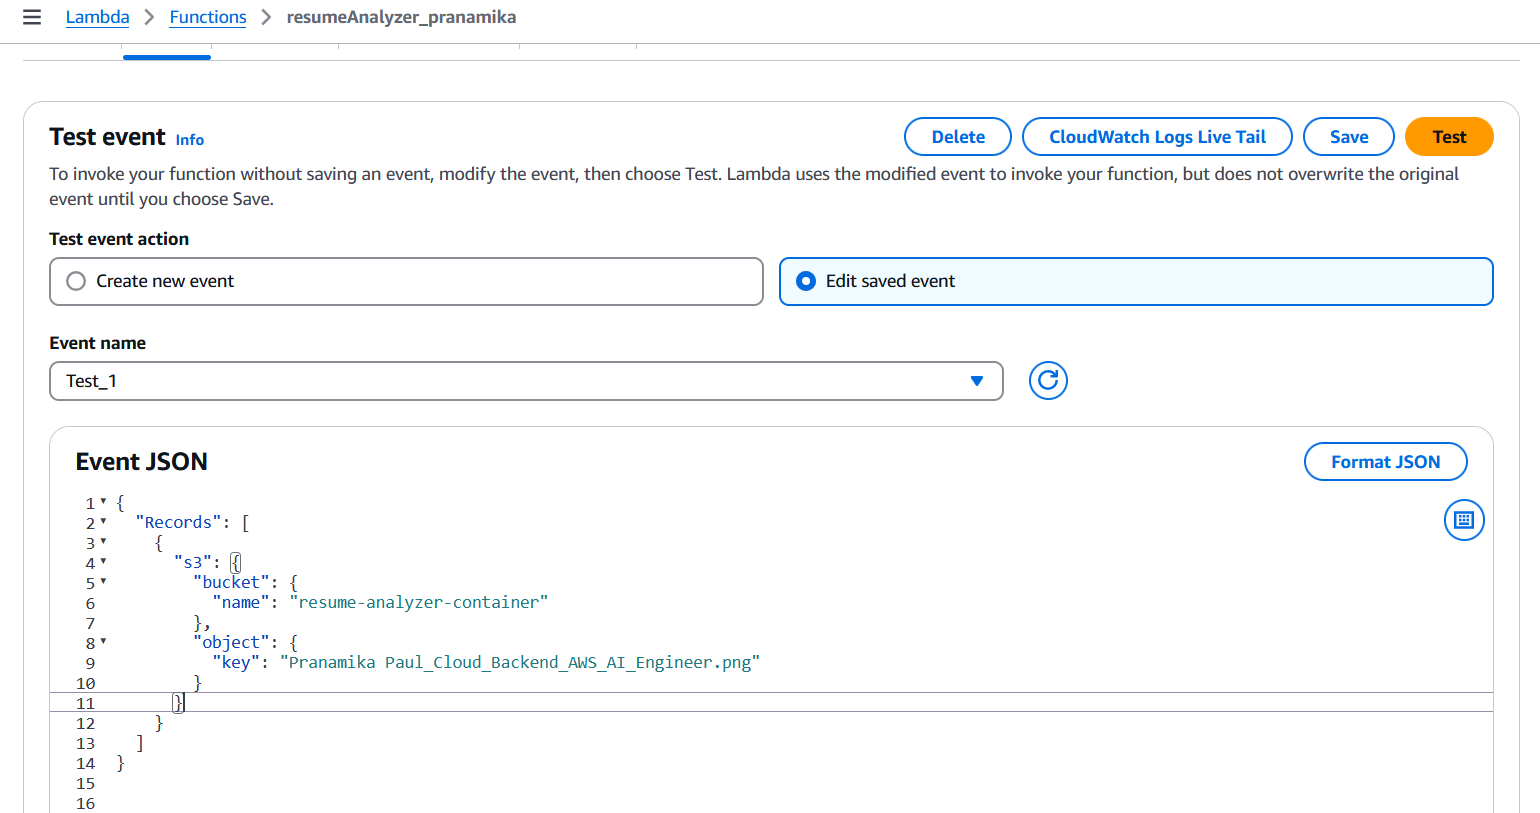 Lambda > Functions > resumeAnalyzer_pranamika
Test event Info
Delete
CloudWatch Logs Live Tail
Save
Test
To invoke your function without saving an event, modify the event, then choose Test. Lambda uses the modified event to invoke your function, but does not overwrite the original
event until you choose Save.
Test event action
Create new event
Edit saved event
Event name
Test_1
Event JSON
Format JSON
1 {
2 "Records": [
3 {
4 "s3": {
5 "bucket": {
6 "name": "resume-analyzer-container"
7 },
8 "object": {
9 "key": "Pranamika Paul_Cloud_Backend_AWS_AI_Engineer.png"
10 }
11 }
12 }
13 ]
14 }
15
16